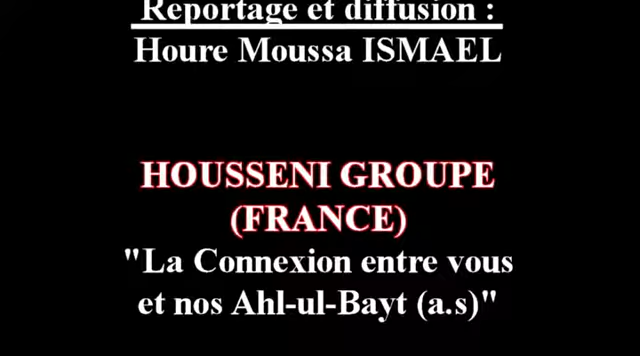 Reportage et diffusion :
Houre Moussa ISMAEL
HOUSSENI GROUPE
(FRANCE)
"La Connexion entre vous
et nos Ahl-ul-Bayt (a.s)"